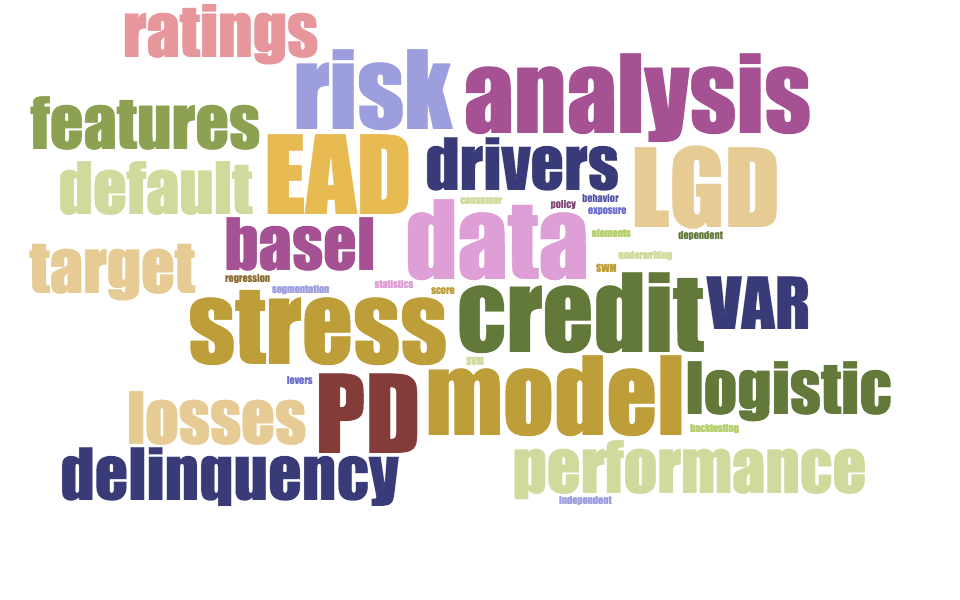 ratings
risk
analysis
features
EAD
drivers
LGD
default
consumer
policy
behavior
exposure
data
basel
elements
dependent
target
underwriting
SWM
regression
segmentation
statistics
score
stress
credit
VAR
SVM
levers
PD
model
logistic
losses
backtesting
delinquency
performance
independent